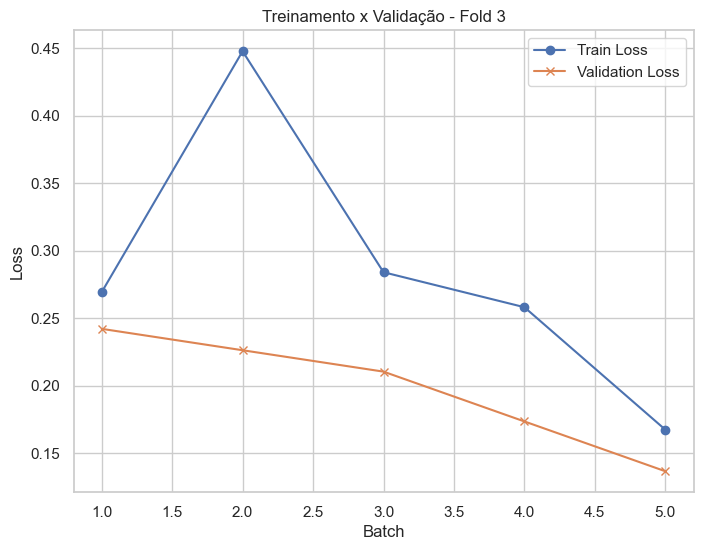 Treinamento x Validação - Fold 3
Train Loss
Validation Loss
0.45
0.40
0.35
0.30
0.25
0.20
0.15
Loss
1.0 1.5 2.0 2.5 3.0 3.5 4.0 4.5 5.0
Batch